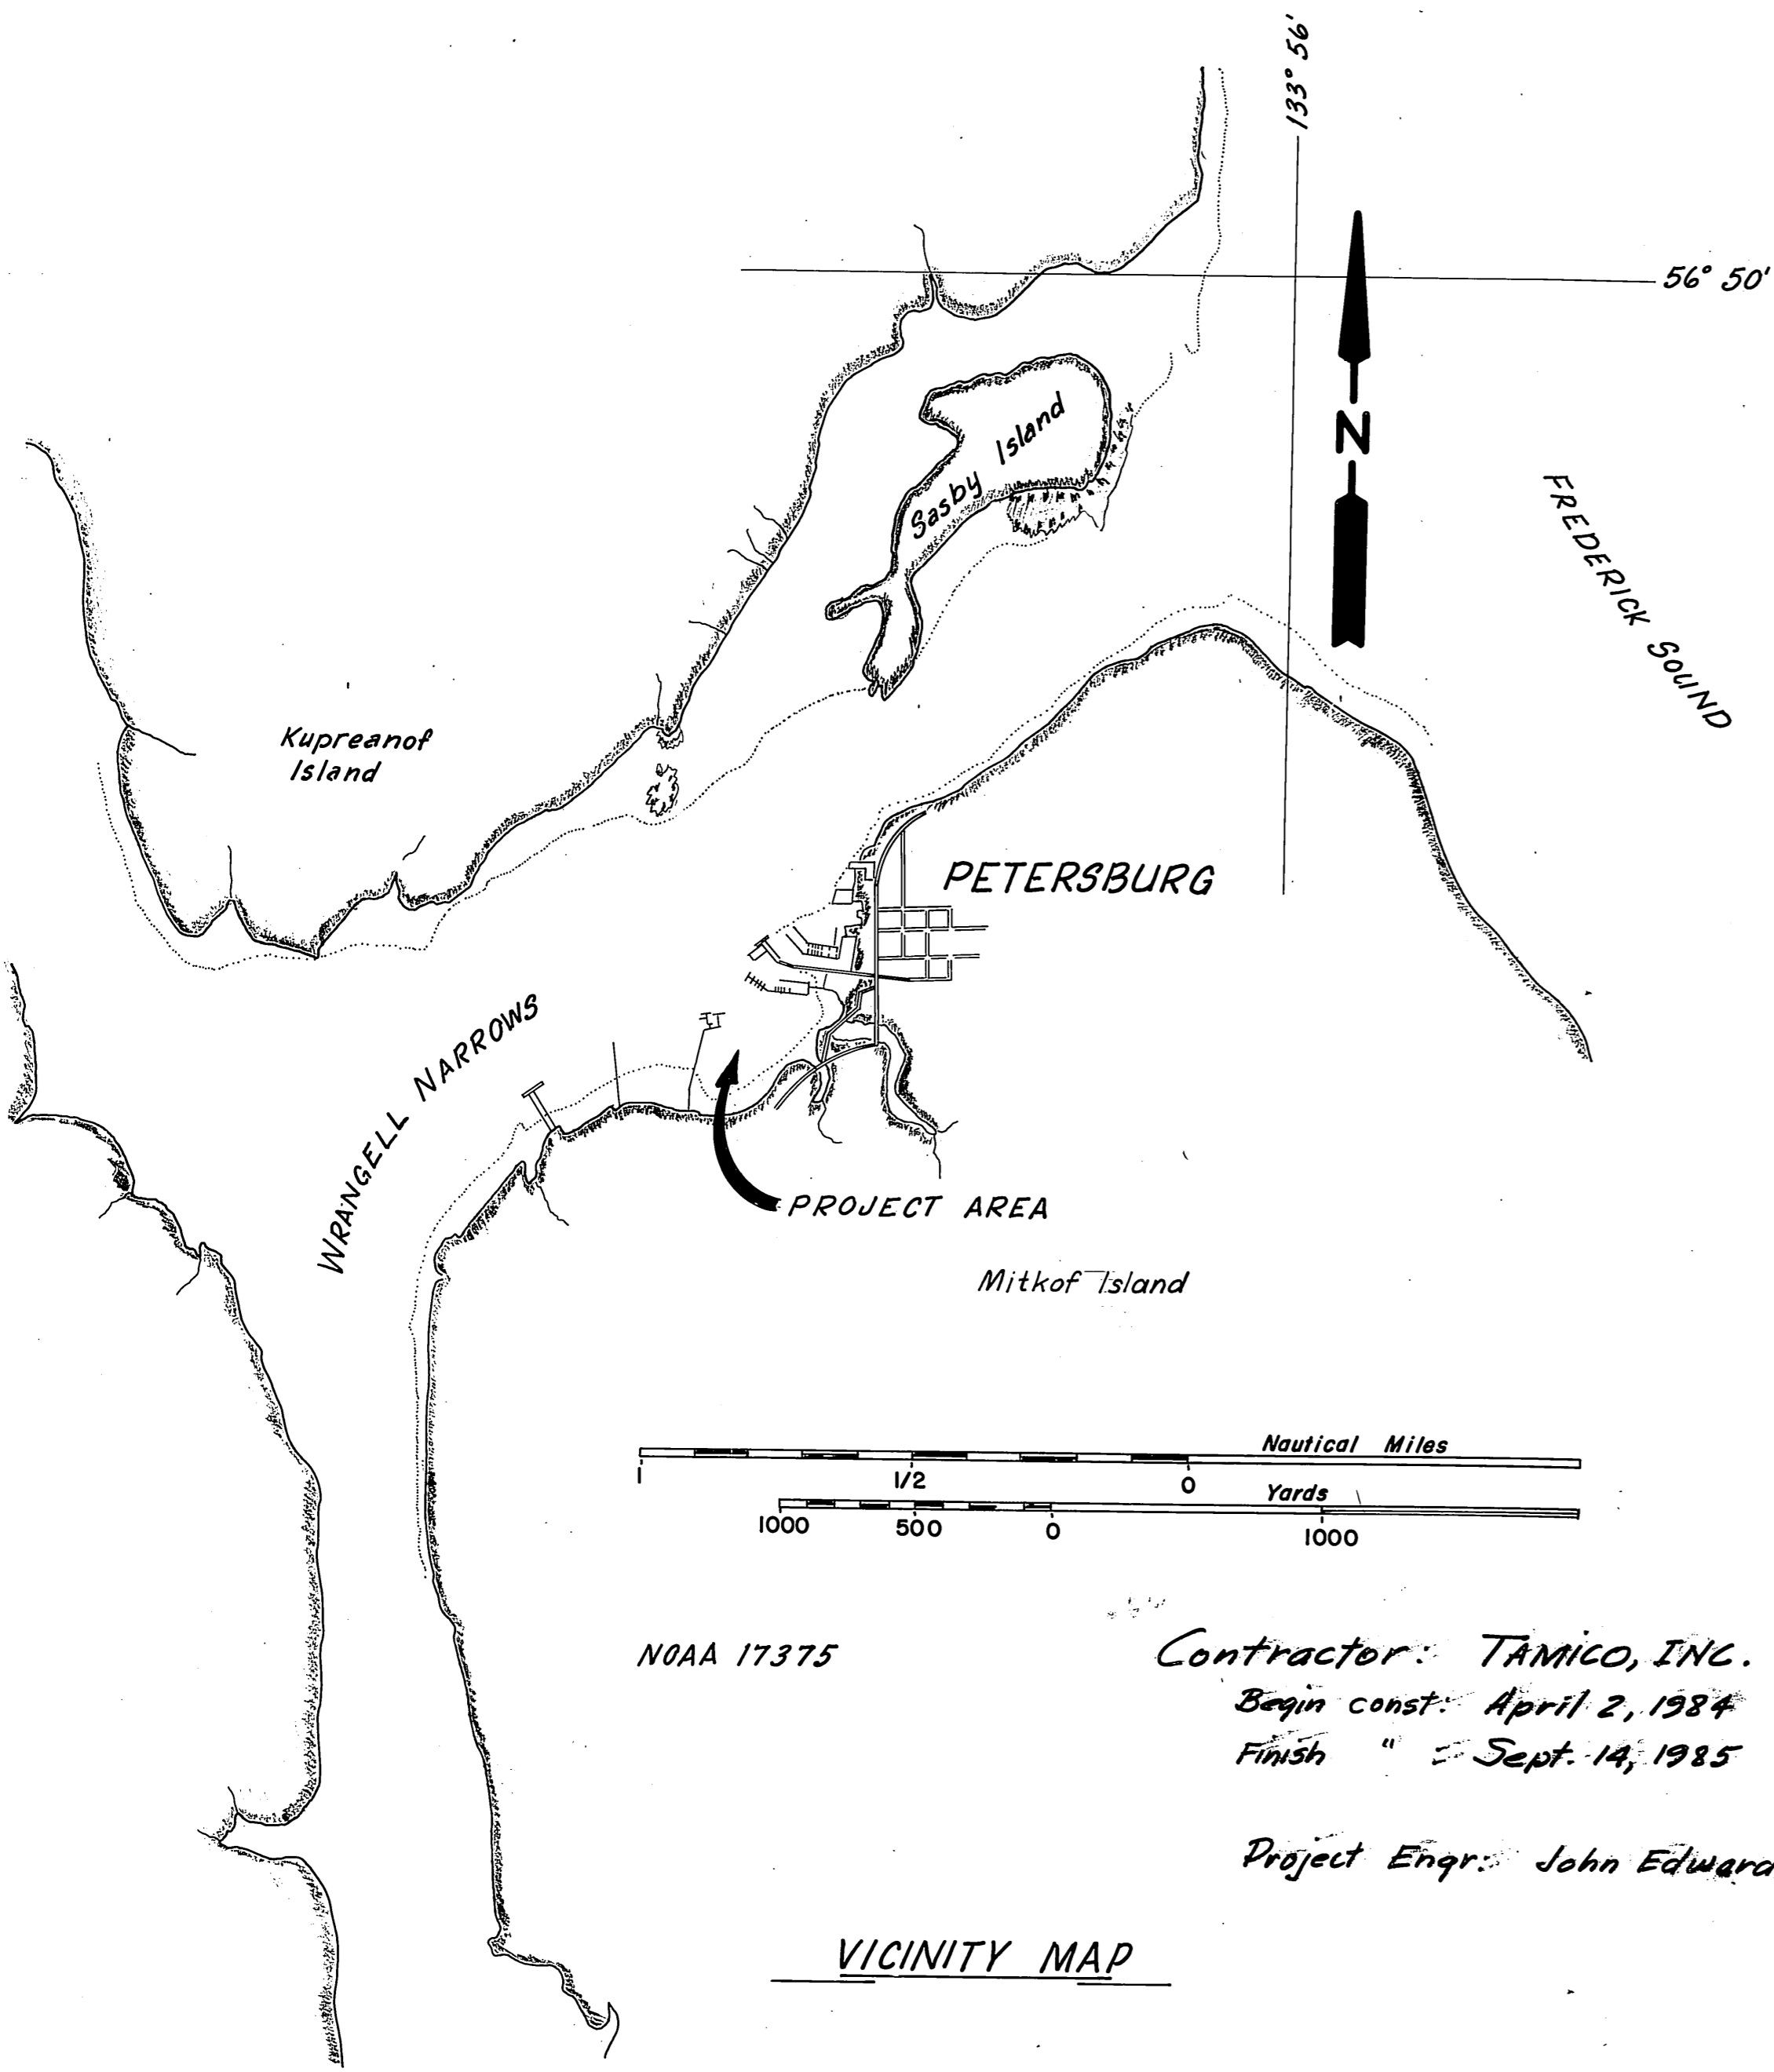 133° 56'
56° 50'
N
FREDERICK SOUND
Sasby Island
Kupreanof
Island
PETERSBURG
WRANGELL NARROWS
PROJECT AREA
Mitkof Island
Nautical Miles
1 1/2 0
Yards
1000 500 0 1000
NOAA 17375
Contractor: TAMICO, INC.
Begin const: April 2, 1984
Finish " : Sept. 14, 1985
Project Engr: John Edward
VICINITY MAP